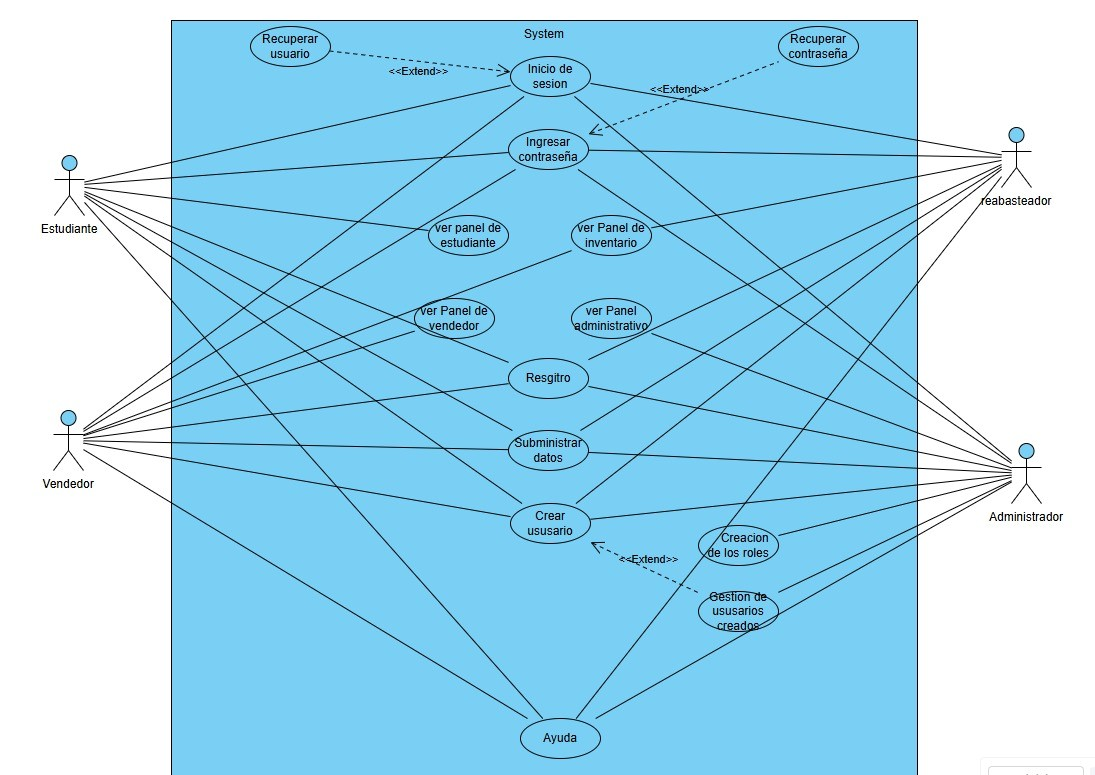 System
Recuperar
usuario
Recuperar
contraseña
<<Extend>>
Inicio de
sesion
<<Extend>>
Ingresar
contraseña
Estudiante
reabasteador
ver panel de
estudiante
ver Panel de
inventario
ver Panel de
vendedor
ver Panel
administrativo
Resgitro
Vendedor
Subministrar
datos
Administrador
Crear
ususario
Creacion
de los roles
<<Extend>>
Gestion de
ususarios
creados
Ayuda